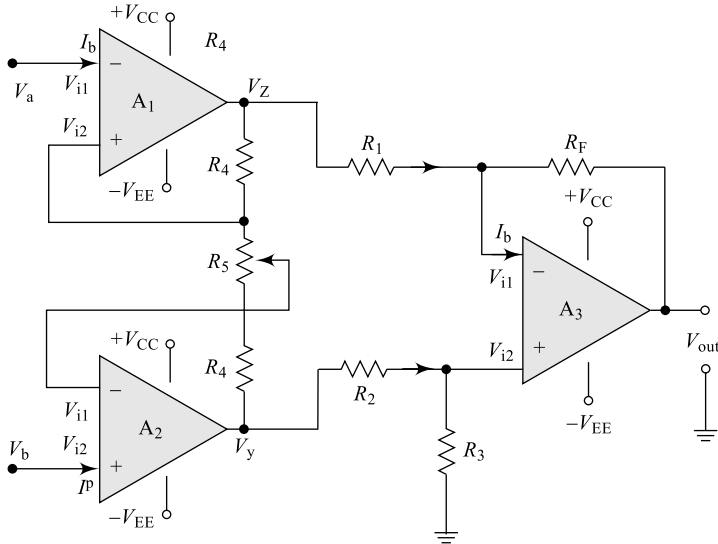 +VCC
Ib
R4
Va
Vi1
−
A1
VZ
Vi2
+
−VEE
R4
R1
RF
+VCC
Ib
Vi1
−
A3
Vi2
+
Vout
−VEE
R5
+VCC
R4
R2
−
Vi1
A2
Vb
Vi2
+
Vy
Ip
R3
−VEE